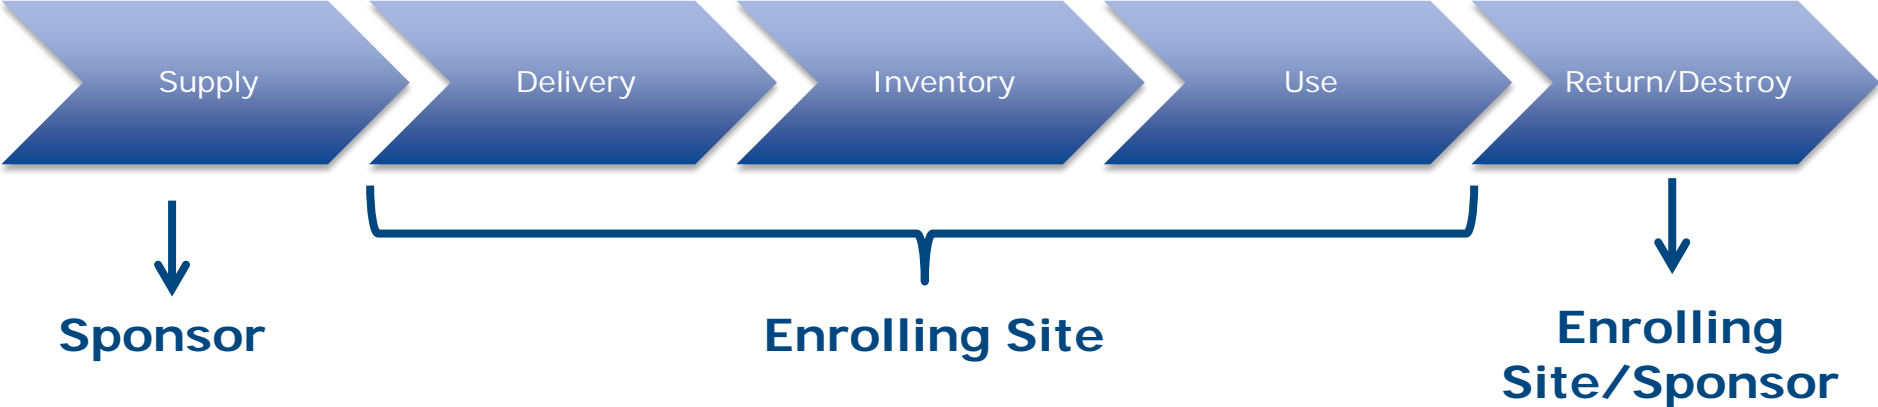 Supply
Delivery
Inventory
Use
Return/Destroy
Sponsor
Enrolling Site
Enrolling
Site/Sponsor